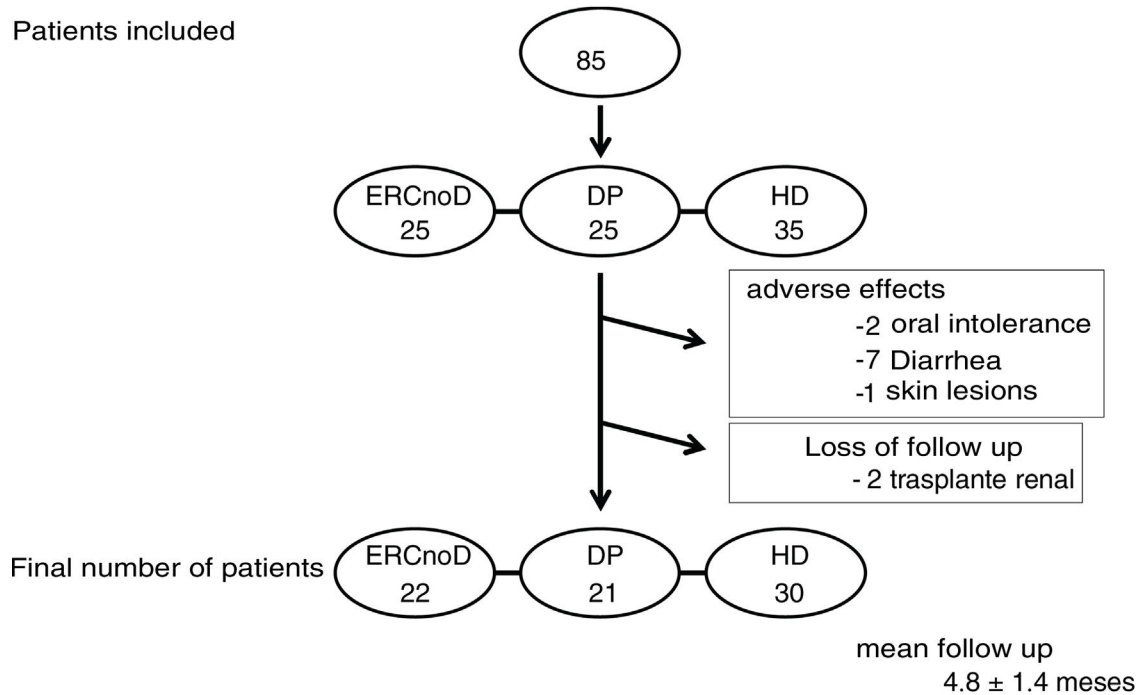 Patients included
85
ERCnoD
25
DP
25
HD
35
adverse effects
-2 oral intolerance
-7 Diarrhea
-1 skin lesions
Loss of follow up
- 2 trasplante renal
Final number of patients
ERCnoD
22
DP
21
HD
30
mean follow up
4.8 ± 1.4 meses